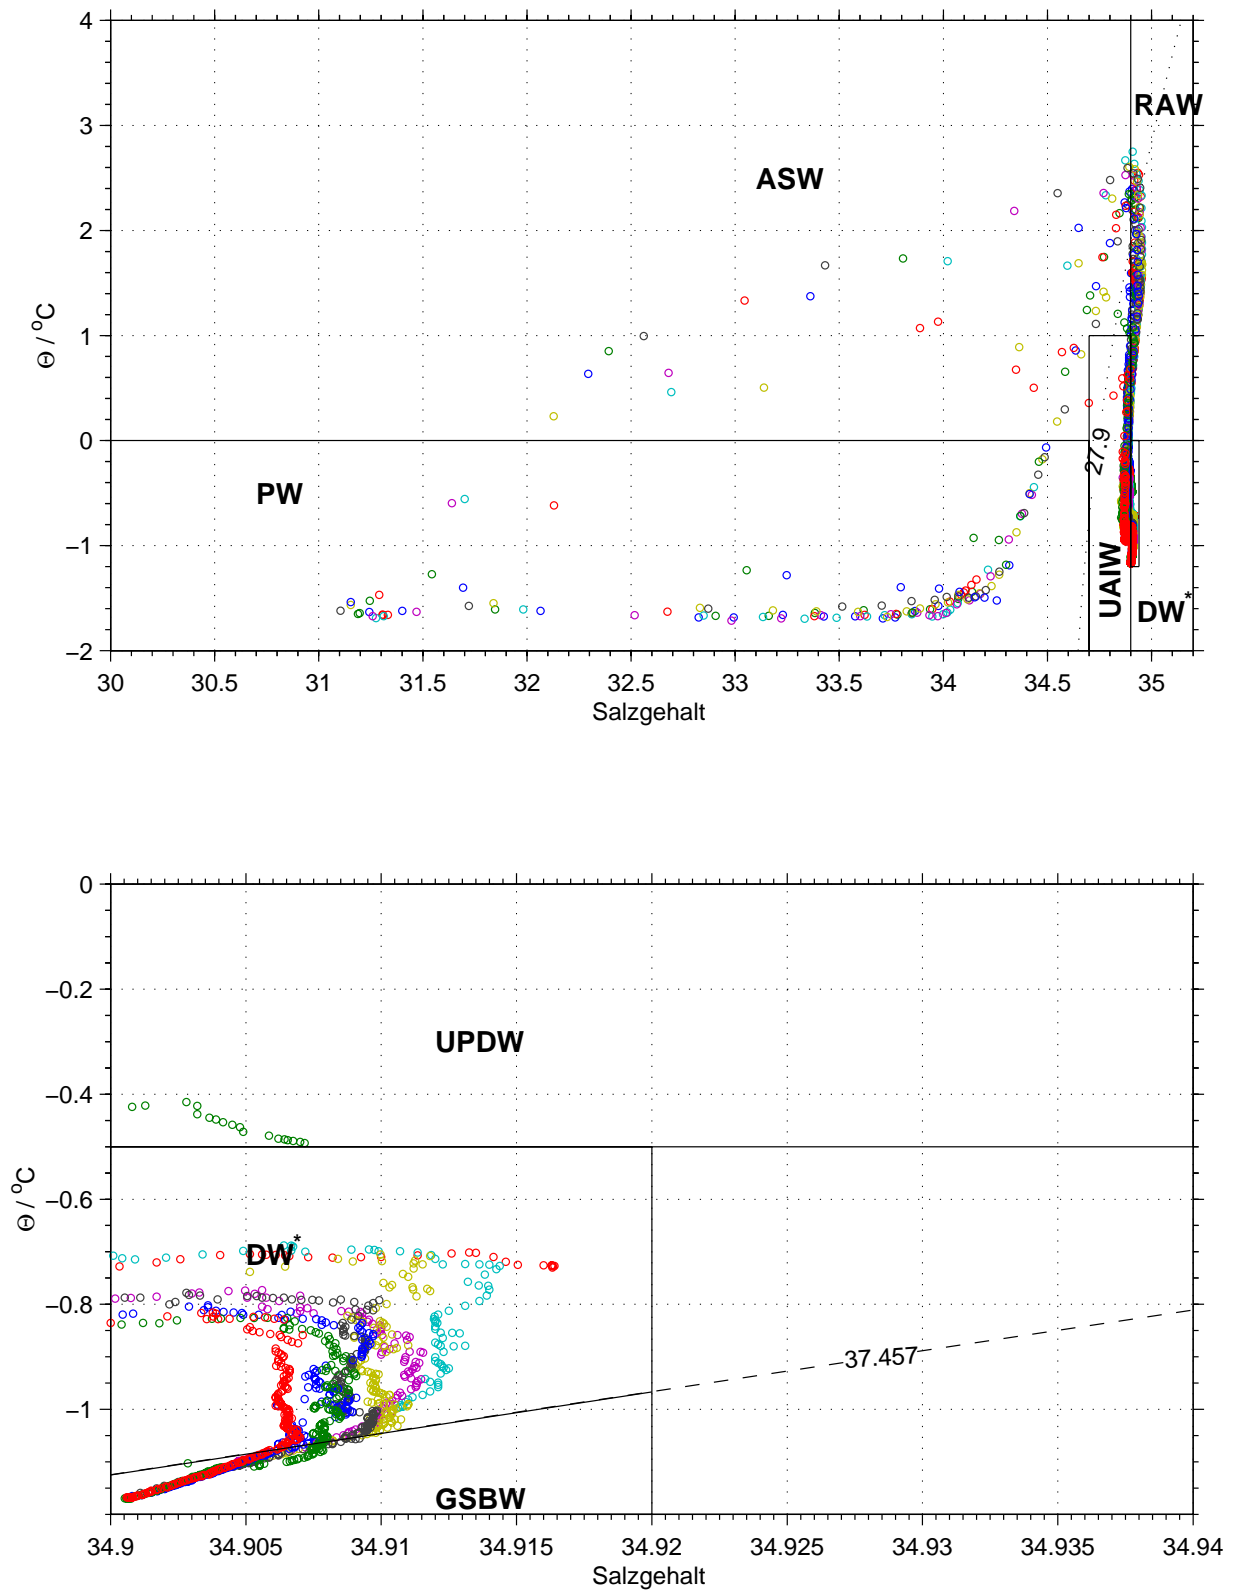 4
3
2
1
0
−1
−2
Θ / °C
RAW
ASW
PW
27.9
UAIW
DW*
30 30.5 31 31.5 32 32.5 33 33.5 34 34.5 35
Salzgehalt
0
−0.2
−0.4
−0.6
−0.8
−1
Θ / °C
UPDW
DW*
37.457
GSBW
34.9 34.905 34.91 34.915 34.92 34.925 34.93 34.935 34.94
Salzgehalt